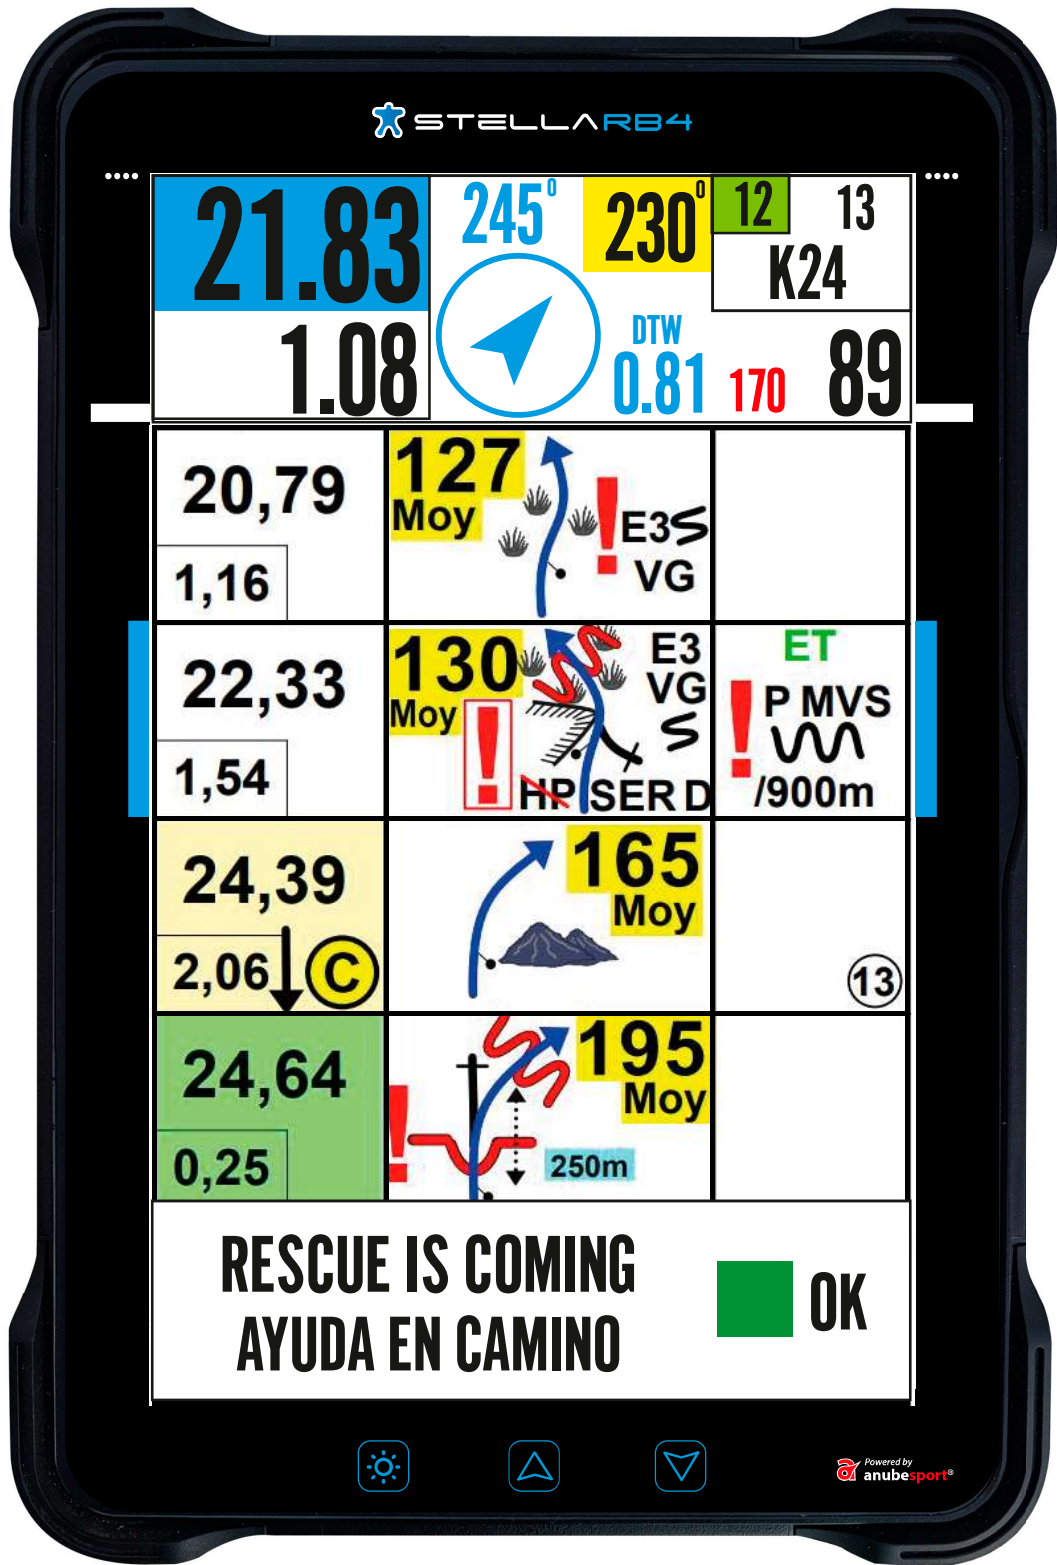 STELLARB4
21.83
245°
230°
12
13
K24
1.08
DTW
0.81
170
89
20,79
1,16
127
Moy
! E3S
VG
22,33
1,54
130
Moy
!
E3
VG
S
HP/SER D
ET
! P MVS
/900m
24,39
2,06
C
165
Moy
13
24,64
0,25
!
195
Moy
250m
RESCUE IS COMING
AYUDA EN CAMINO
OK
Powered by
anubesport®